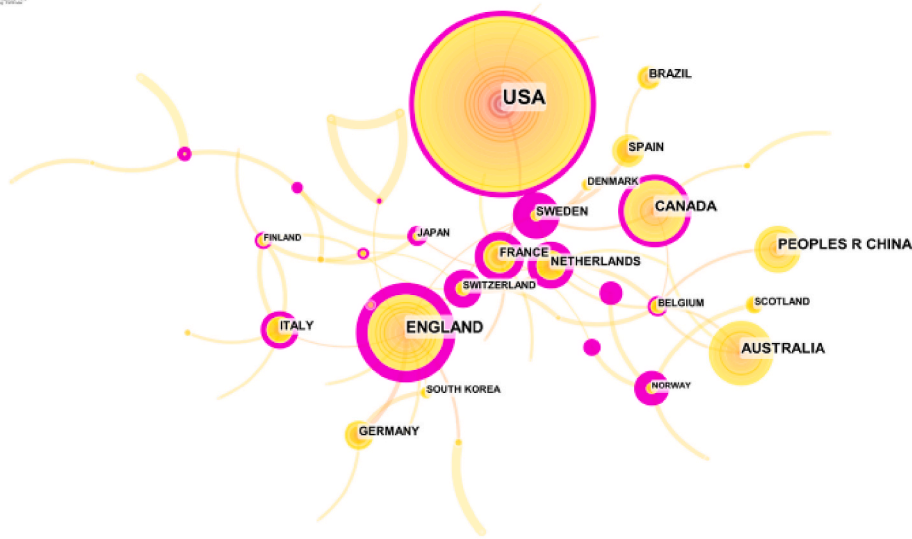 USA
BRAZIL
SPAIN
DENMARK
CANADA
SWEDEN
JAPAN
FINLAND
PEOPLES R CHINA
FRANCE
NETHERLANDS
SWITZERLAND
SCOTLAND
BELGIUM
ITALY
ENGLAND
AUSTRALIA
NORWAY
SOUTH KOREA
GERMANY